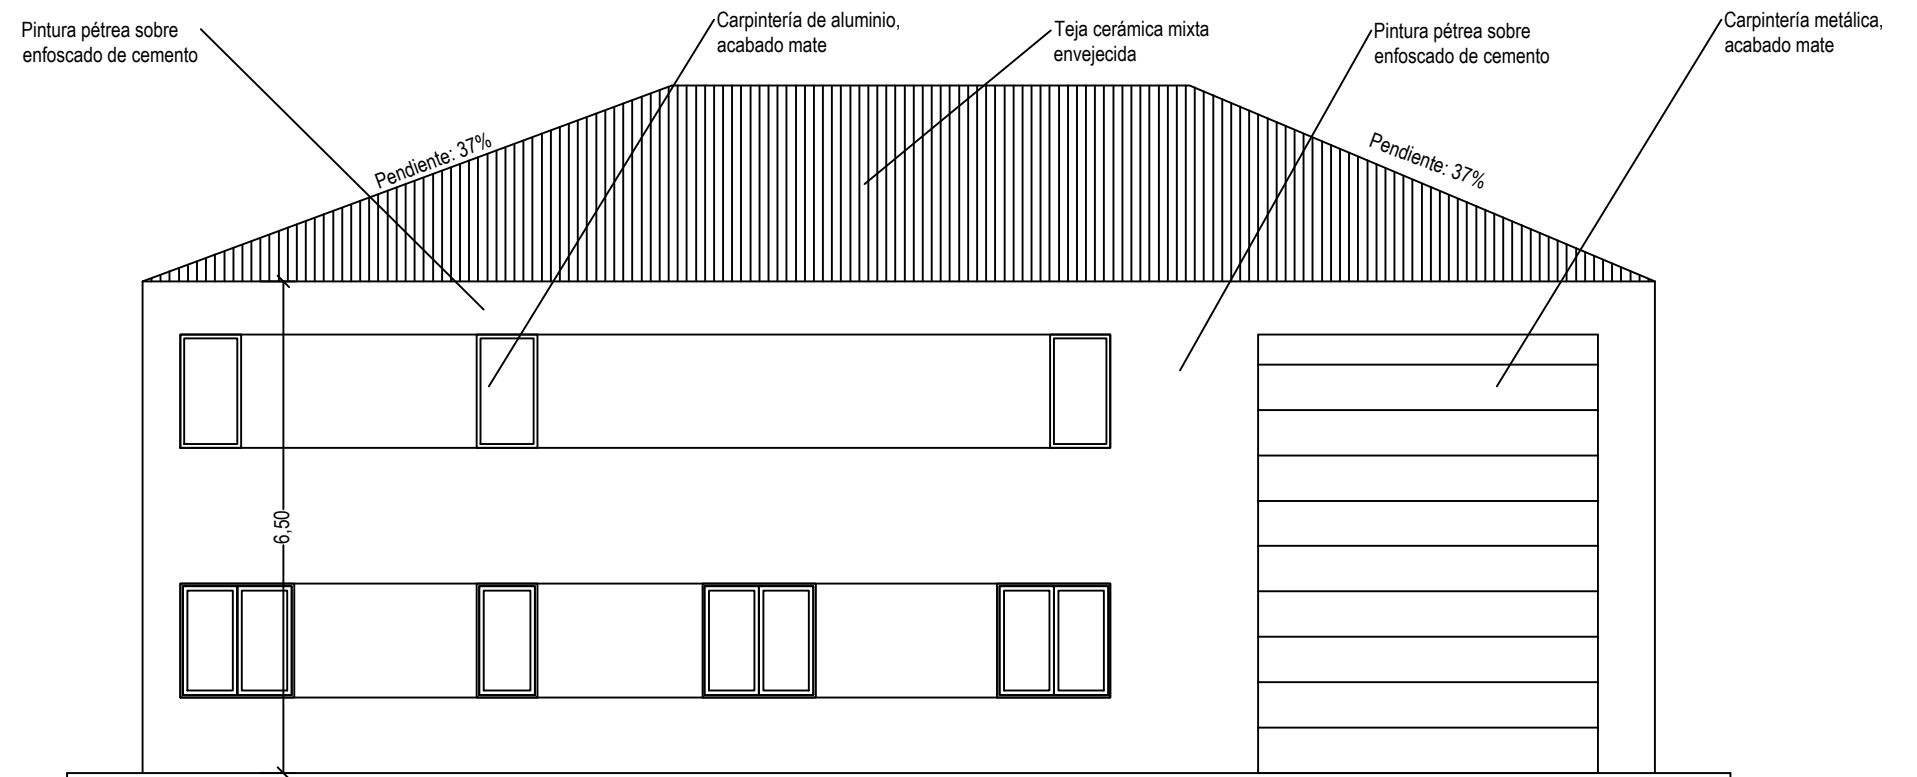 Pintura pétrea sobre
enfoscado de cemento
Carpintería de aluminio,
acabado mate
Teja cerámica mixta
envejecida
Pintura pétrea sobre
enfoscado de cemento
Carpintería metálica,
acabado mate
Pendiente: 37%
Pendiente: 37%
6,50